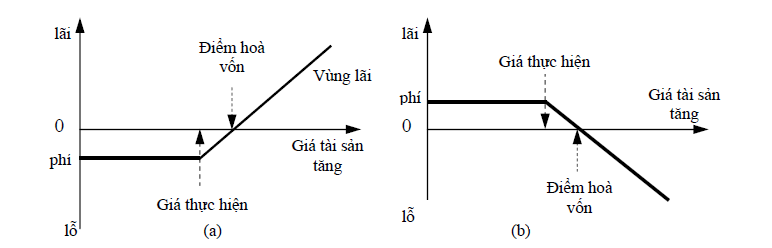 lãi
Điểm hoà
vốn
Vùng lãi
0
Giá tài sản
tăng
phi
Giá thực hiện
lỗ
(a)
lãi
Giá thực hiện
phí
Giá tài sản
tăng
0
Điểm hoà
vốn
lỗ
(b)